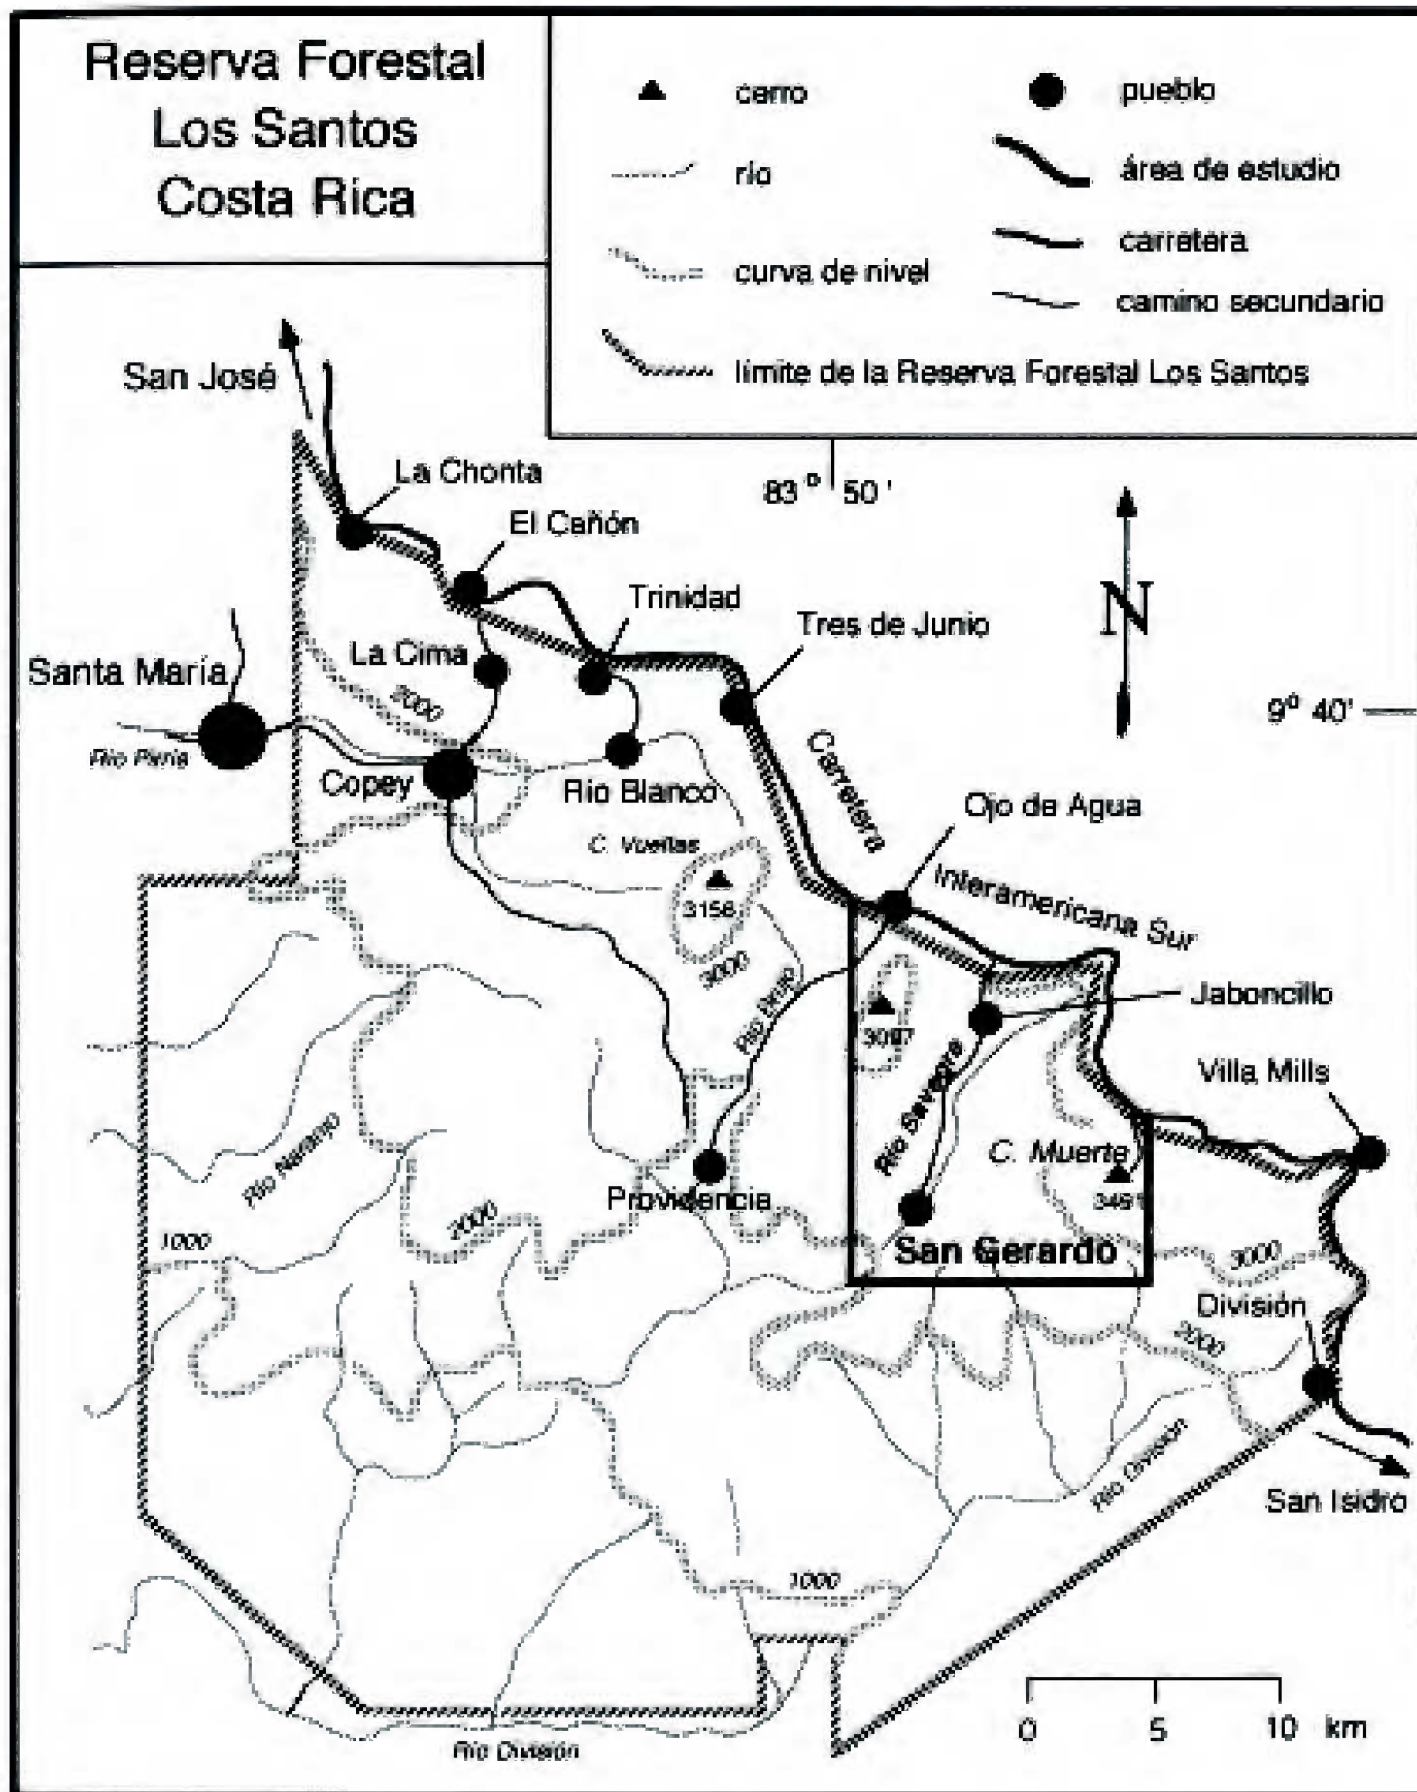 Reserva Forestal
Los Santos
Costa Rica
cerro
río
curva de nivel
límite de la Reserva Forestal Los Santos
pueblo
área de estudio
carretera
camino secundario
San José
La Chonta
83° 50'
El Cañón
Trinidad
Tres de Junio
N
La Cima
Santa María
2000
9° 40'
Río Pirris
Copey
Río Blanco
Carretera
Ojo de Agua
C. Vueltas
3156
Interamericana Sur
3000
Río Brujo
Jaboncillo
3097
Villa Mills
Río Savegre
Río Naranjo
C. Muerte
Providencia
3491
2000
1000
San Gerardo
3000
División
2000
Río División
San Isidro
1000
0 5 10 km
Río División